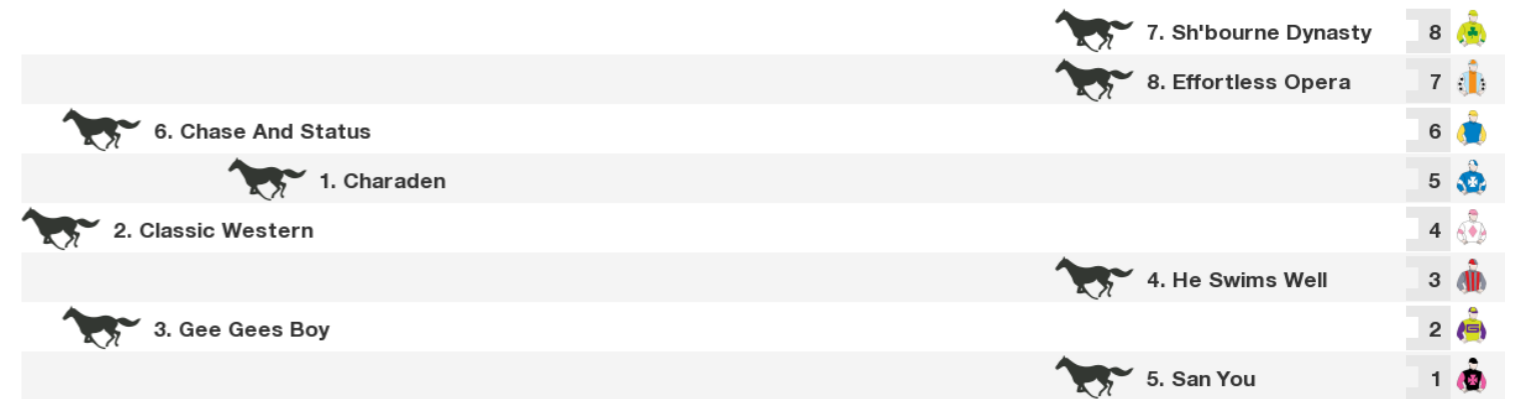 7. Sh'bourne Dynasty 8
8. Effortless Opera 7
6. Chase And Status 6
1. Charaden 5
2. Classic Western 4
4. He Swims Well 3
3. Gee Gees Boy 2
5. San You 1